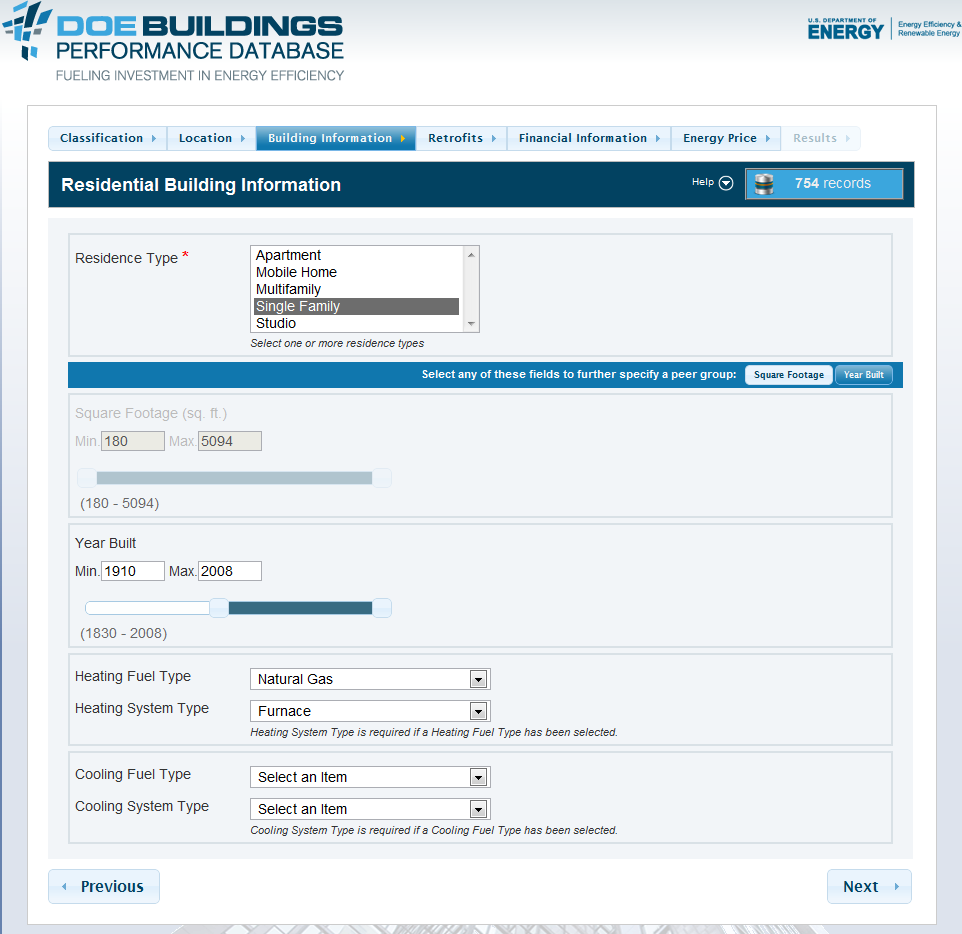 DOE BUILDINGS
PERFORMANCE DATABASE
FUELING INVESTMENT IN ENERGY EFFICIENCY
U.S. DEPARTMENT OF
ENERGY
Energy Efficiency &
Renewable Energy
Classification Location Building Information Retrofits Financial Information Energy Price Results
Residential Building Information Help 754 records
Residence Type *
Apartment
Mobile Home
Multifamily
Single Family
Studio
Select one or more residence types
Select any of these fields to further specify a peer group: Square Footage Year Built
Square Footage (sq. ft.)
Min. 180 Max. 5094
(180 - 5094)
Year Built
Min. 1910 Max. 2008
(1830 - 2008)
Heating Fuel Type Natural Gas
Heating System Type Furnace
Heating System Type is required if a Heating Fuel Type has been selected.
Cooling Fuel Type Select an Item
Cooling System Type Select an Item
Cooling System Type is required if a Cooling Fuel Type has been selected.
Previous Next